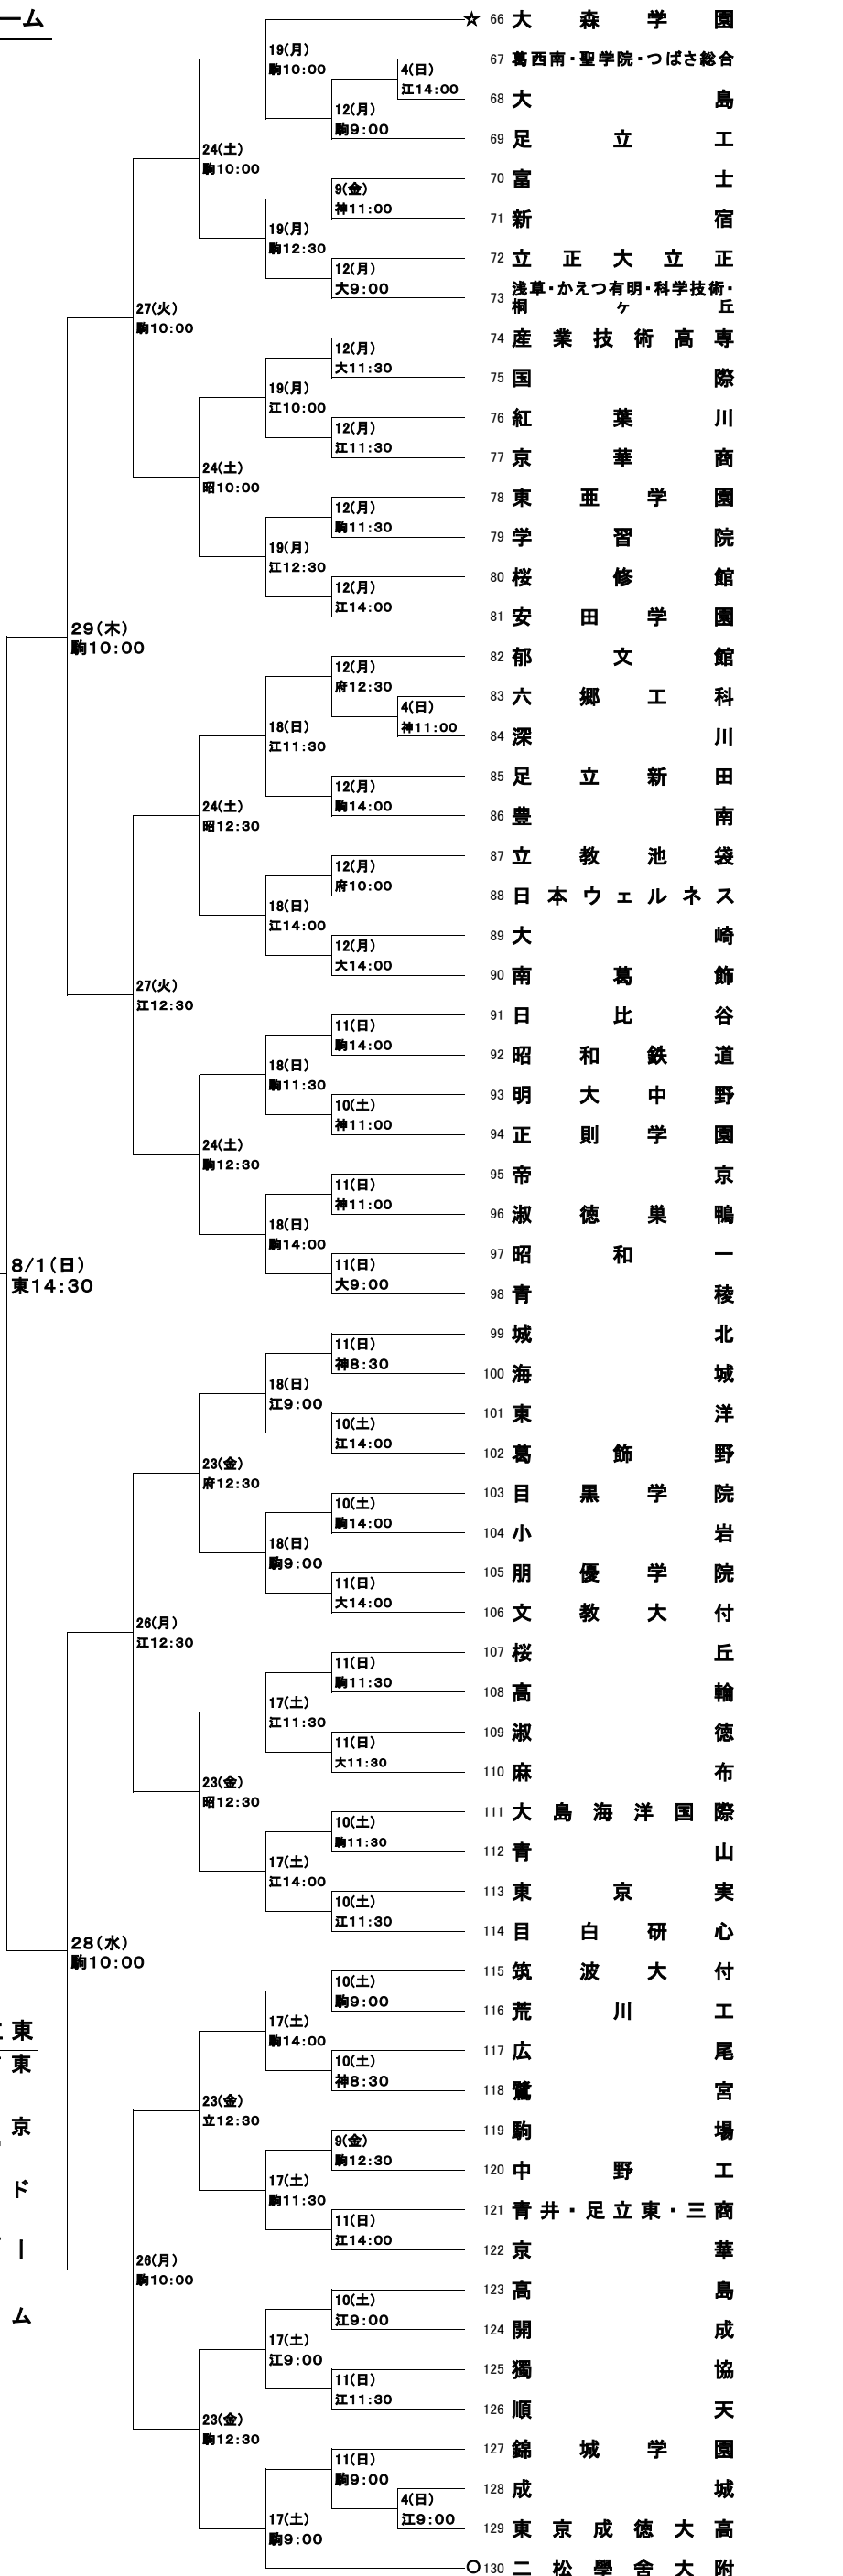 ーム
☆ 66 大森学園
19(月)
駒10:00
67 葛西南・聖学院・つばさ総合
4(日)
江14:00
68 大島
12(月)
駒9:00
69 足立工
24(土)
駒10:00
70 富士
9(金)
神11:00
71 新宿
19(月)
駒12:30
72 立正大立正
12(月)
大9:00
73 浅草・かえつ有明・科学技術・
桐ヶ丘
27(火)
駒10:00
74 産業技術高専
12(月)
大11:30
75 国際
19(月)
江10:00
76 紅葉川
12(月)
江11:30
77 京華商
24(土)
昭10:00
78 東亜学園
12(月)
駒11:30
79 学習院
19(月)
江12:30
80 桜修館
12(月)
江14:00
81 安田学園
29(木)
駒10:00
82 郁文館
12(月)
府12:30
83 六郷工科
4(日)
神11:00
84 深川
18(日)
江11:30
85 足立新田
12(月)
駒14:00
86 豊南
24(土)
昭12:30
87 立教池袋
12(月)
府10:00
88 日本ウェルネス
18(日)
江14:00
89 大崎
12(月)
大14:00
90 南葛飾
27(火)
江12:30
91 日比谷
11(日)
駒14:00
92 昭和鉄道
18(日)
駒11:30
93 明大中野
10(土)
神11:00
94 正則学園
24(土)
駒12:30
95 帝京
11(日)
神11:00
96 淑徳巣鴨
18(日)
駒14:00
97 昭和一
11(日)
大9:00
98 青稜
8/1(日)
東14:30
99 城北
11(日)
神8:30
100 海城
18(日)
江9:00
101 東洋
10(土)
江14:00
102 葛飾野
23(金)
府12:30
103 目黒学院
10(土)
駒14:00
104 小岩
18(日)
駒9:00
105 朋優学院
11(日)
大14:00
106 文教大付
26(月)
江12:30
107 桜丘
11(日)
駒11:30
108 高輪
17(土)
江11:30
109 淑徳
11(日)
大11:30
110 麻布
23(金)
昭12:30
111 大島海洋国際
10(土)
駒11:30
112 青山
17(土)
江14:00
113 東京実
10(土)
江11:30
114 目白研心
28(水)
駒10:00
115 筑波大付
10(土)
駒9:00
116 荒川工
17(土)
駒14:00
117 広尾
10(土)
神8:30
118 鷺宮
23(金)
立12:30
119 駒場
9(金)
駒12:30
120 中野工
17(土)
駒11:30
121 青井・足立東・三商
11(日)
江14:00
122 京華
26(月)
駒10:00
123 高島
10(土)
江9:00
124 開成
17(土)
江9:00
125 獨協
11(日)
江11:30
126 順天
23(金)
駒12:30
127 錦城学園
11(日)
駒9:00
128 成城
4(日)
江9:00
129 東京成徳大高
17(土)
駒9:00
○ 130 二松學舍大附
東
東京ドーム